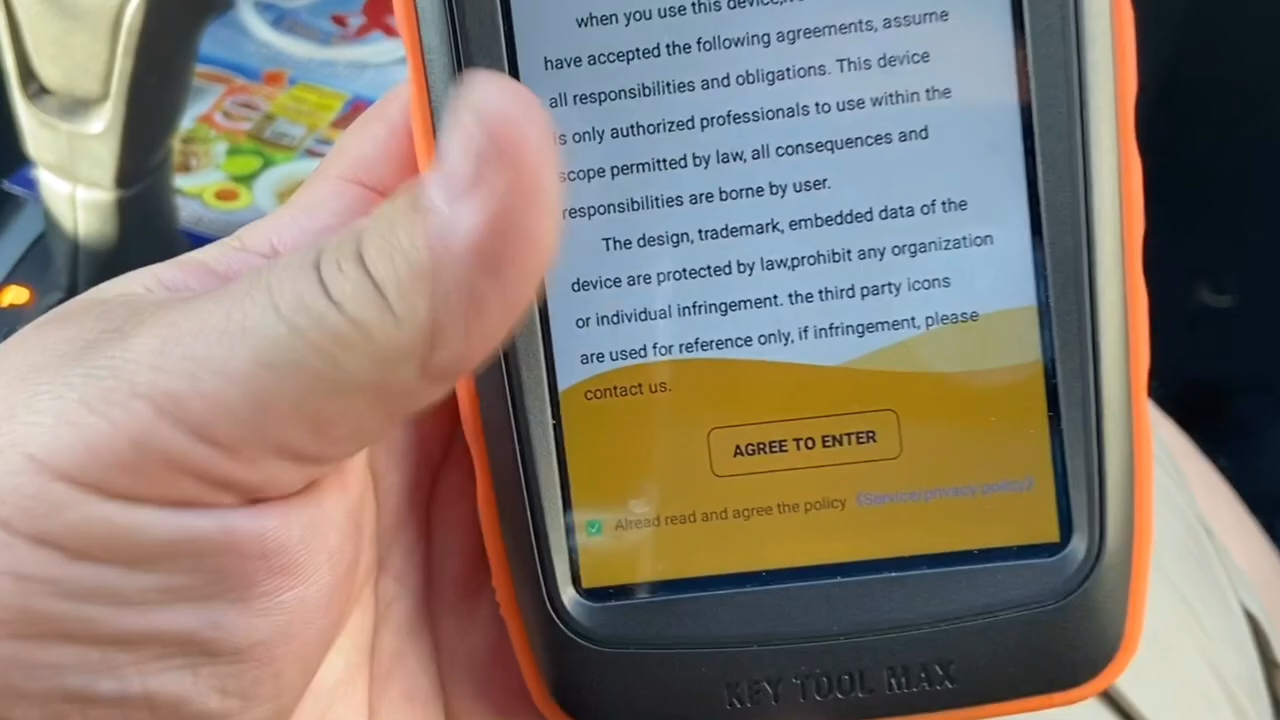 when you use this device,
have accepted the following agreements, assume
all responsibilities and obligations. This device
is only authorized professionals to use within the
scope permitted by law, all consequences and
responsibilities are borne by user.
The design, trademark, embedded data of the
device are protected by law,prohibit any organization
or individual infringement. the third party icons
are used for reference only, if infringement, please
contact us.
AGREE TO ENTER
Alread read and agree the policy 《Service/privacy policy》
KEY TOOL MAX